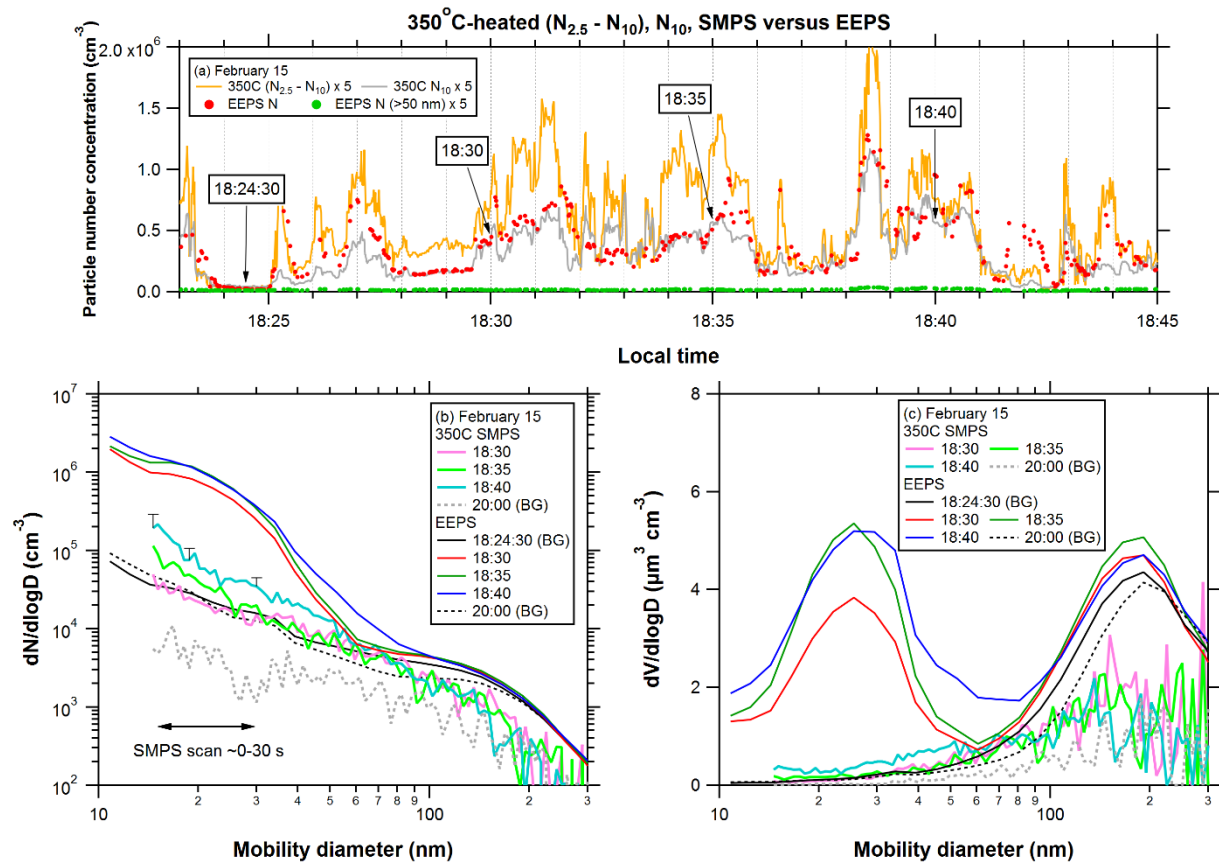 350°C-heated (N2.5 - N10), N10, SMPS versus EEPS
Particle number concentration (cm-3)
2.0 x10^6
1.5
1.0
0.5
0.0
(a) February 15
350C (N2.5 - N10) x 5 350C N10 x 5
EEPS N EEPS N (>50 nm) x 5
18:24:30
18:30
18:35
18:40
18:25 18:30 18:35 18:40 18:45
Local time
dN/dlogD (cm-3)
10^7
10^6
10^5
10^4
10^3
10^2
(b) February 15
350C SMPS
18:30
18:35
18:40
20:00 (BG)
EEPS
18:24:30 (BG)
18:30
18:35
18:40
20:00 (BG)
SMPS scan ~0-30 s
10 2 3 4 5 6 7 8 9 100 2 3
Mobility diameter (nm)
dV/dlogD (µm3 cm-3)
8
6
4
2
0
(c) February 15
350C SMPS
18:30 18:35
18:40 20:00 (BG)
EEPS
18:24:30 (BG)
18:30 18:35
18:40 20:00 (BG)
10 2 3 4 5 6 7 8 9 100 2 3
Mobility diameter (nm)